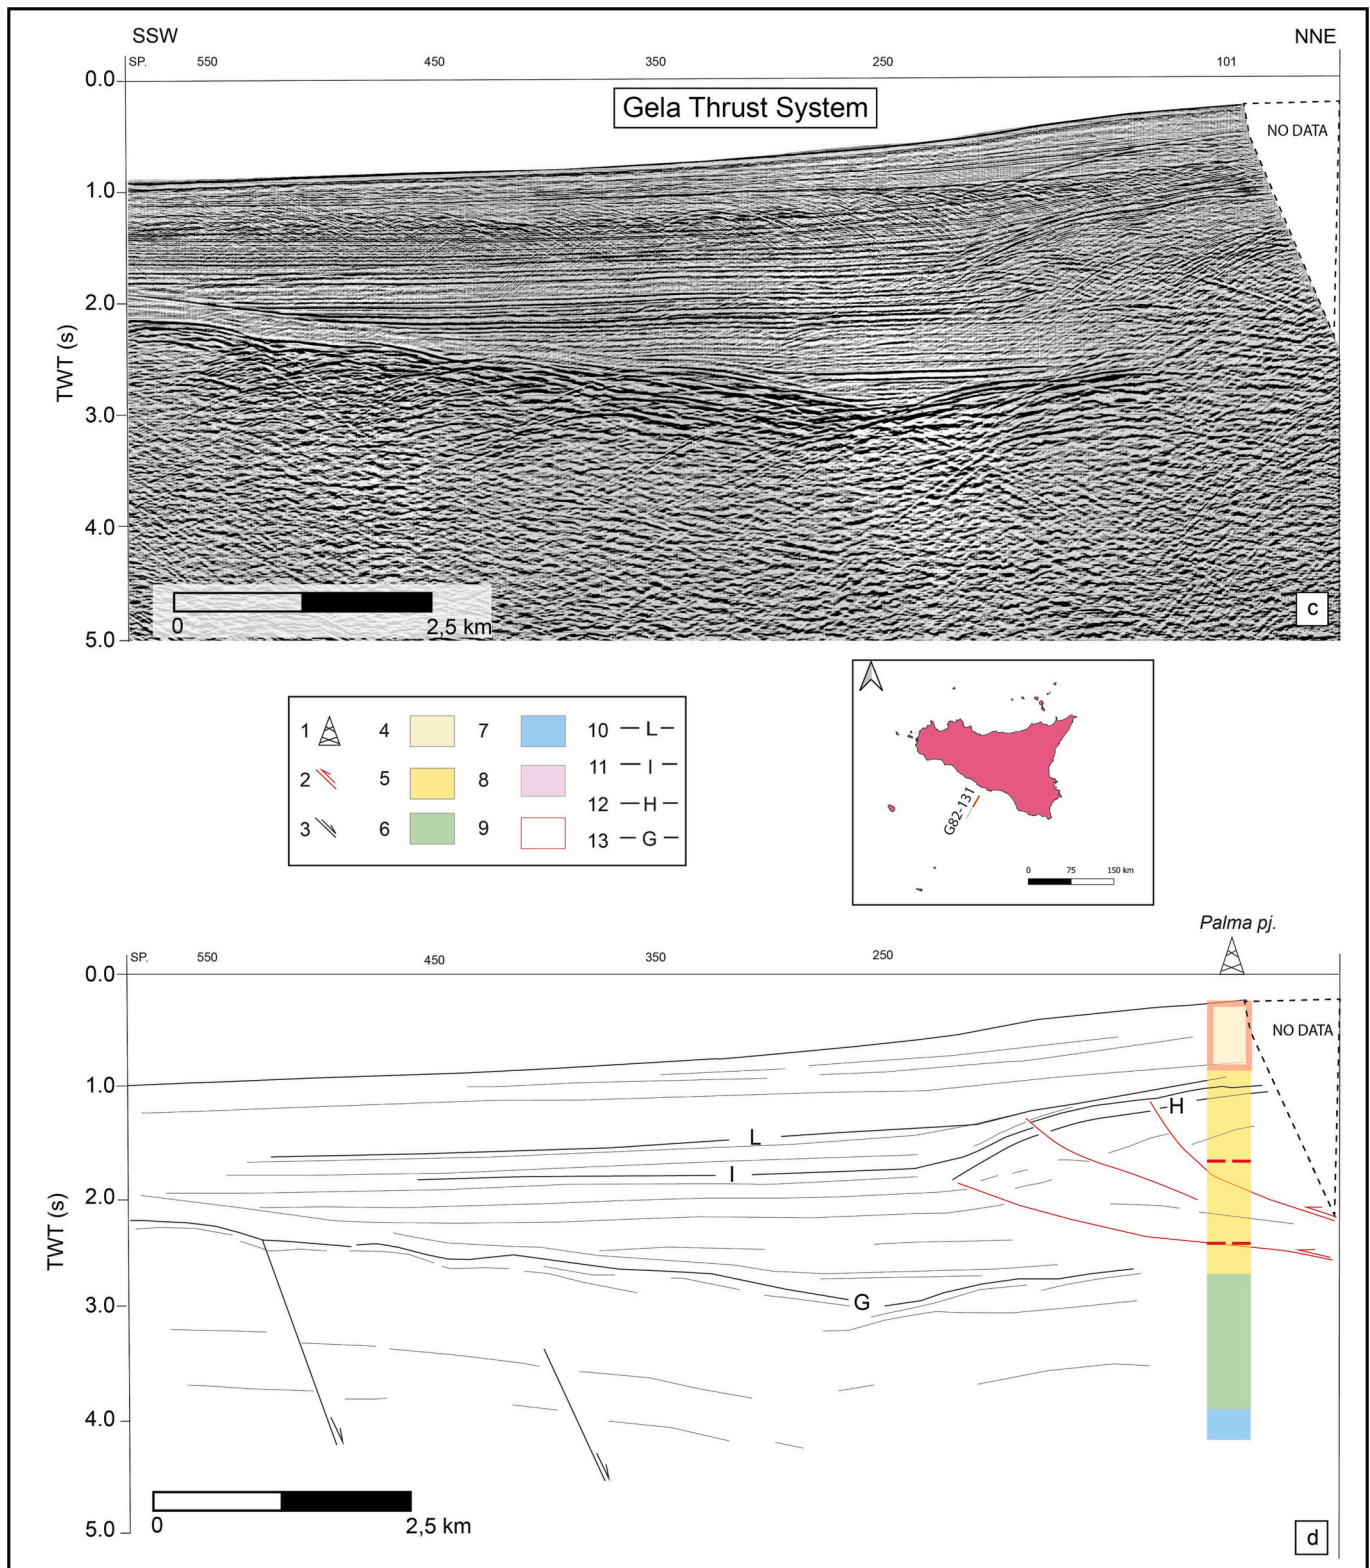 SSW NNE
SP. 550 450 350 250 101
0.0
Gela Thrust System
NO DATA
1.0
2.0
TWT (s)
3.0
4.0
0 2,5 km
c
5.0
1 4 7 10 — L —
2 5 8 11 — I —
3 6 9 12 — H —
13 — G —
G82-131
0 75 150 km
Palma pj.
SP. 550 450 350 250
0.0
NO DATA
1.0
H
L
I
2.0
TWT (s)
G
3.0
4.0
0 2,5 km
5.0
d